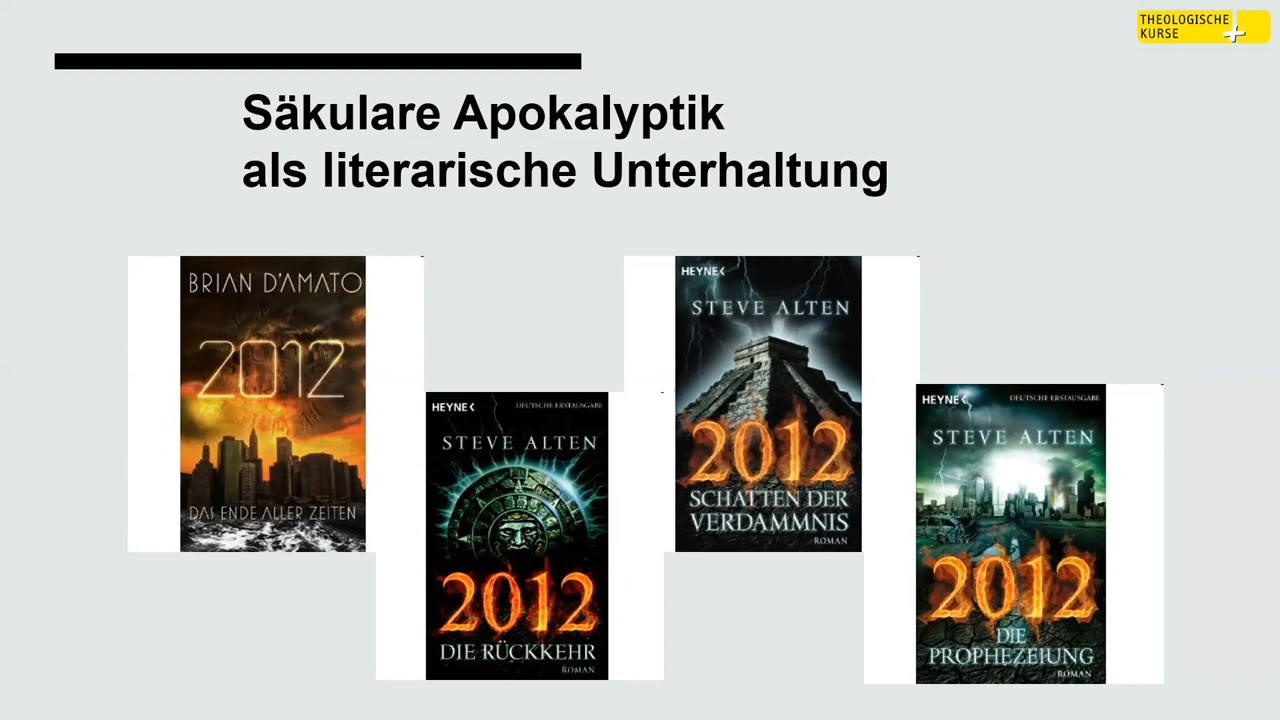 THEOLOGISCHE
KURSE
Säkulare Apokalyptik
als literarische Unterhaltung
BRIAN D'AMATO
2012
DAS ENDE ALLER ZEITEN
HEYNE
DEUTSCHE ERSTAUSGABE
STEVE ALTEN
2012
DIE RÜCKKEHR
ROMAN
HEYNE
STEVE ALTEN
2012
SCHATTEN DER
VERDAMMNIS
ROMAN
HEYNE
DEUTSCHE ERSTAUSGABE
STEVE ALTEN
2012
DIE
PROPHEZEIUNG
ROMAN